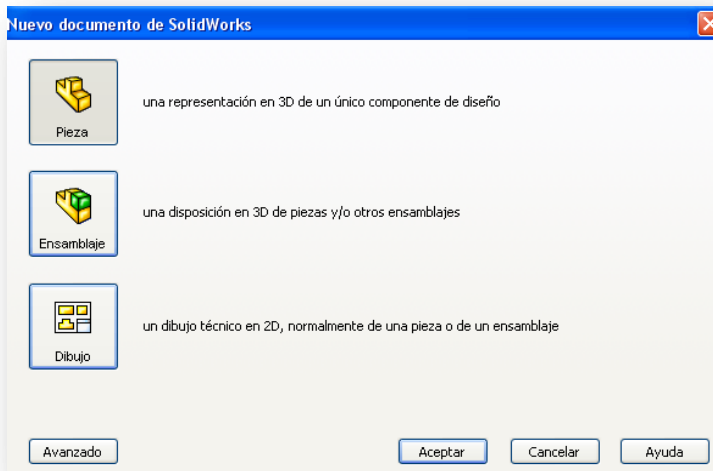 Nuevo documento de SolidWorks
Pieza
una representación en 3D de un único componente de diseño
Ensamblaje
una disposición en 3D de piezas y/o otros ensamblajes
Dibujo
un dibujo técnico en 2D, normalmente de una pieza o de un ensamblaje
Avanzado Aceptar Cancelar Ayuda